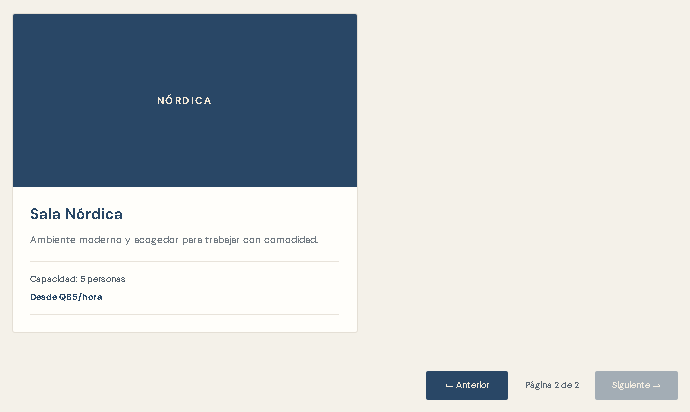 NÓRDICA
Sala Nórdica
Ambiente moderno y acogedor para trabajar con comodidad.
Capacidad: 5 personas
Desde Q85/hora
← Anterior
Página 2 de 2
Siguiente →